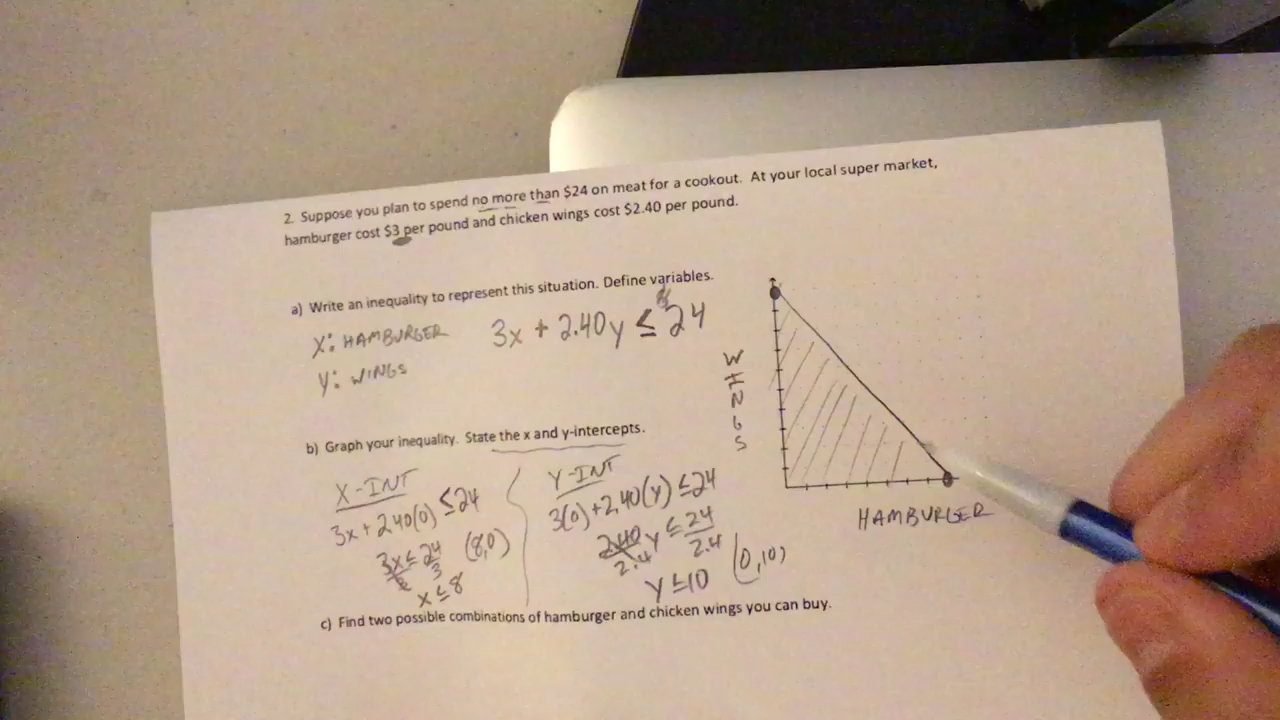 2. Suppose you plan to spend no more than $24 on meat for a cookout. At your local super market,
hamburger cost $3 per pound and chicken wings cost $2.40 per pound.
a) Write an inequality to represent this situation. Define variables.
X: HAMBURGER
3x + 2.40y ≤ 24
Y: WINGS
b) Graph your inequality. State the x and y-intercepts.
X-INT
3x + 2.40(0) ≤ 24
3x ≤ 24
3
(8,0)
x ≤ 8
Y-INT
3(0) + 2.40(y) ≤ 24
2.40y ≤ 24
2.4 2.4
y ≤ 10
(0,10)
WINGS
HAMBURGER
c) Find two possible combinations of hamburger and chicken wings you can buy.